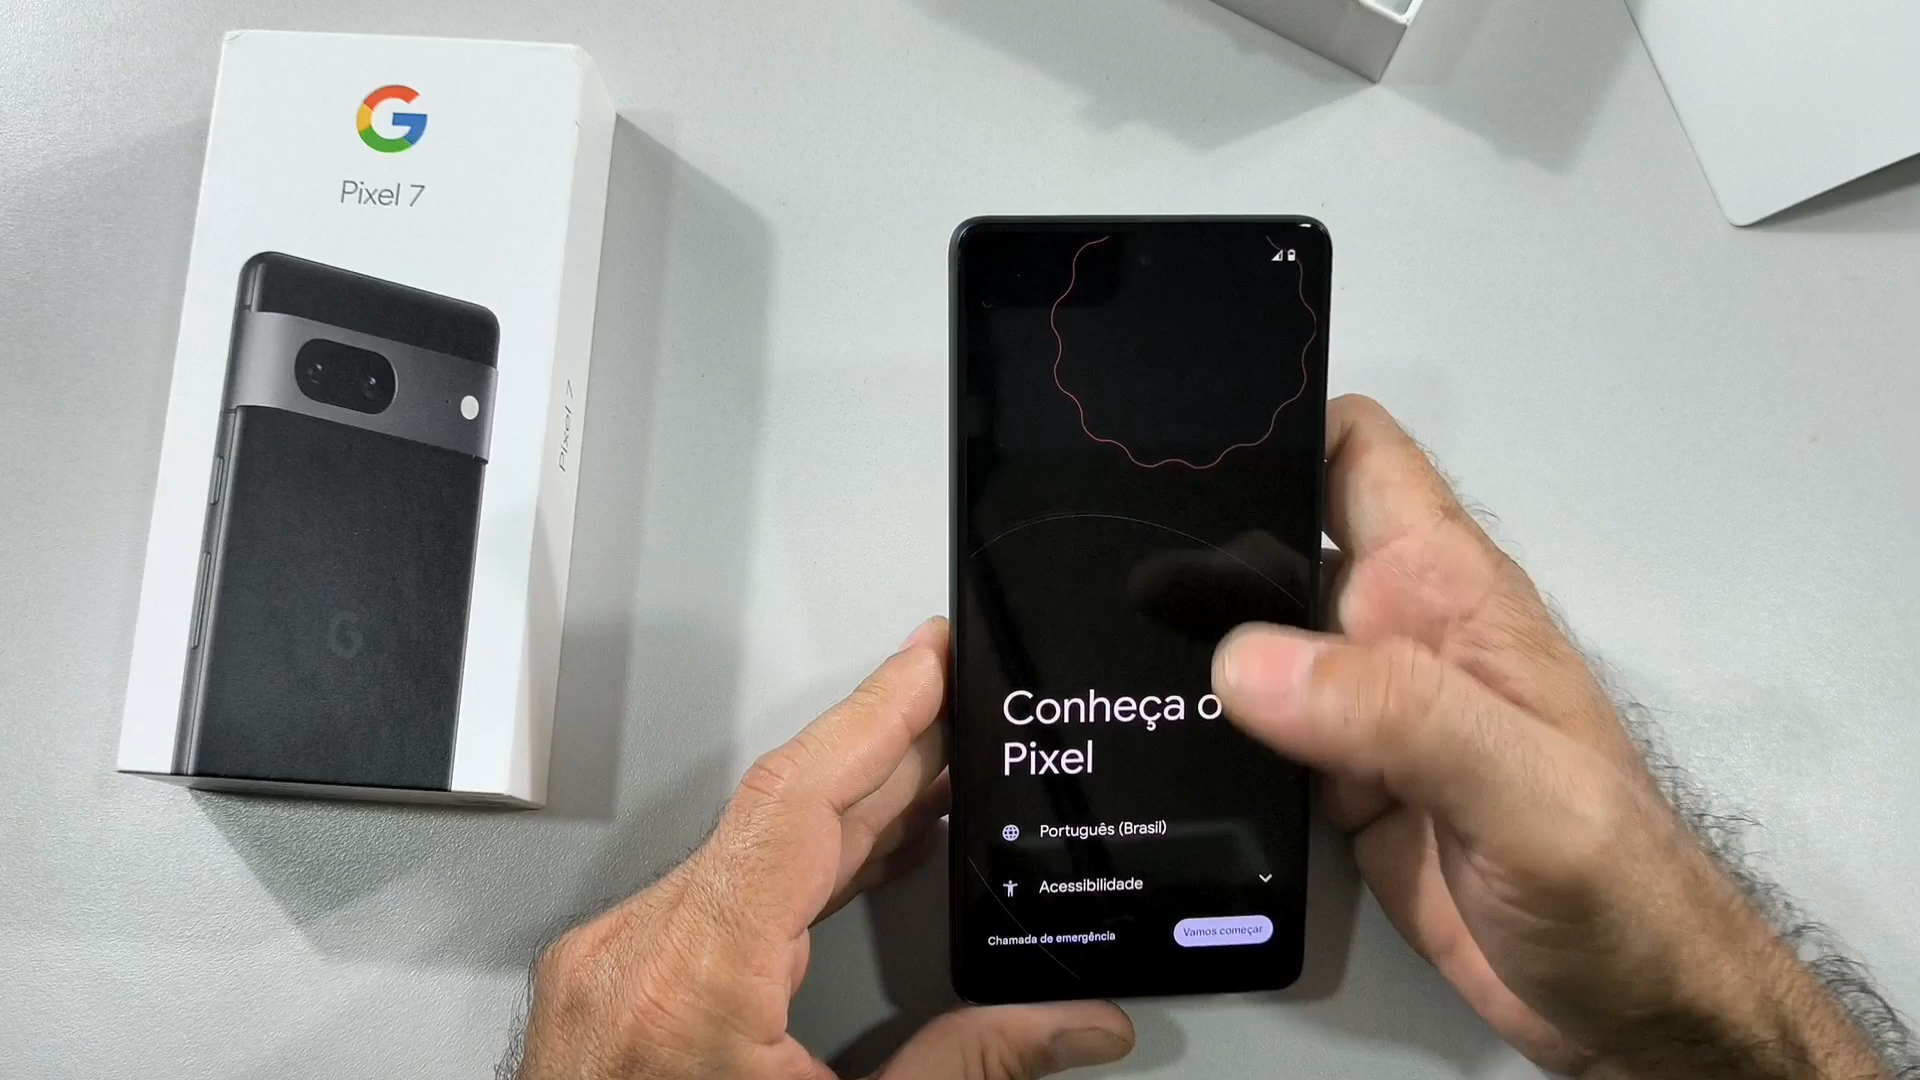 G
Pixel 7
G
Pixel 7
Conheça o
Pixel
Português (Brasil)
Acessibilidade
Chamada de emergência
Vamos começar